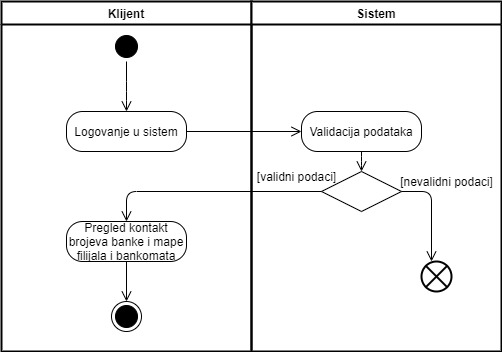 Klijent
Sistem
Logovanje u sistem
Validacija podataka
[validni podaci]
[nevalidni podaci]
Pregled kontakt
brojeva banke i mape
filijala i bankomata